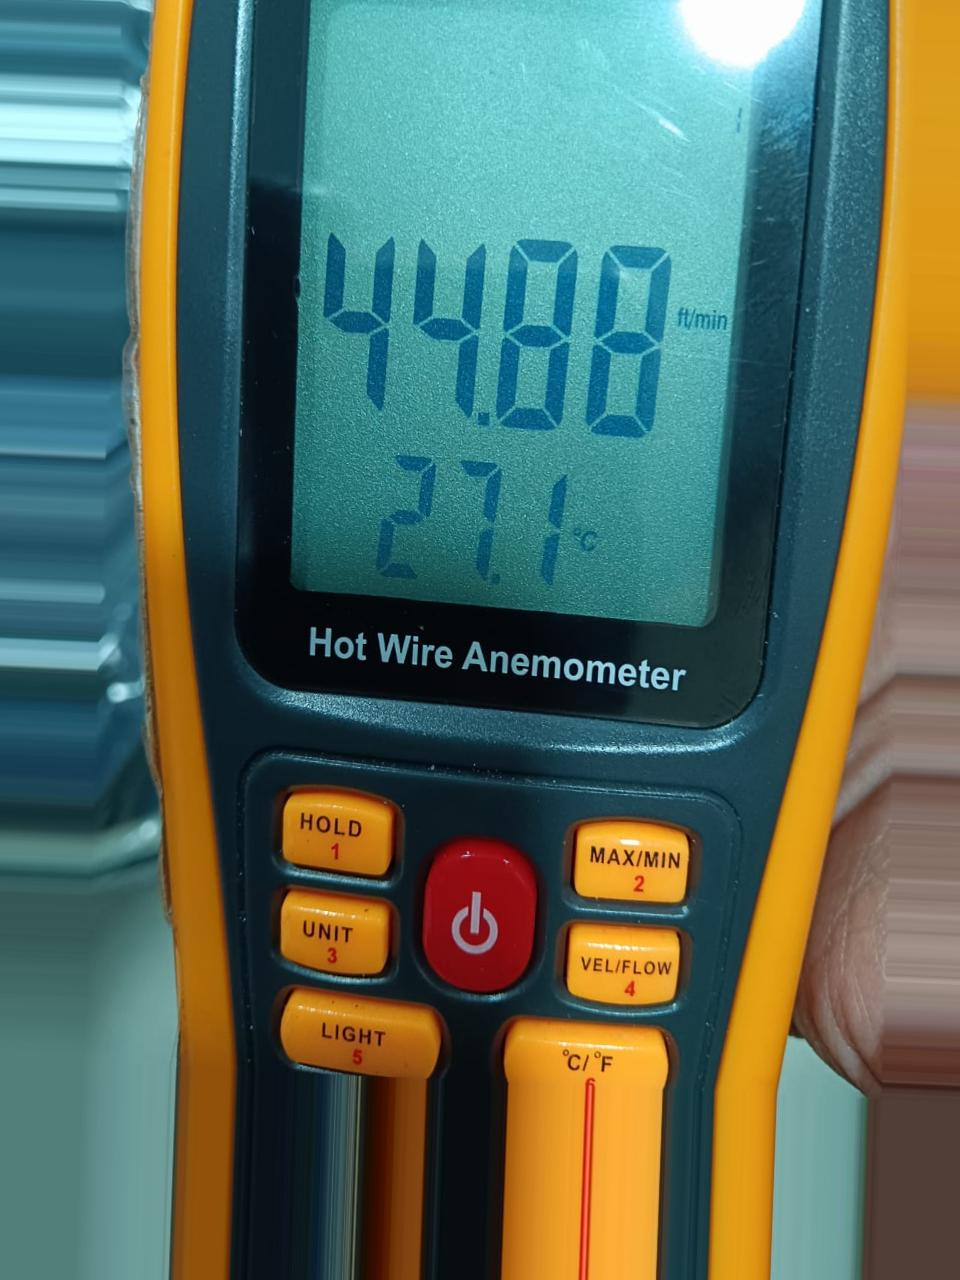 44.88 ft/min
27.1 °C
Hot Wire Anemometer
HOLD
1
MAX/MIN
2
UNIT
3
VEL/FLOW
4
LIGHT
5
°C/°F
6